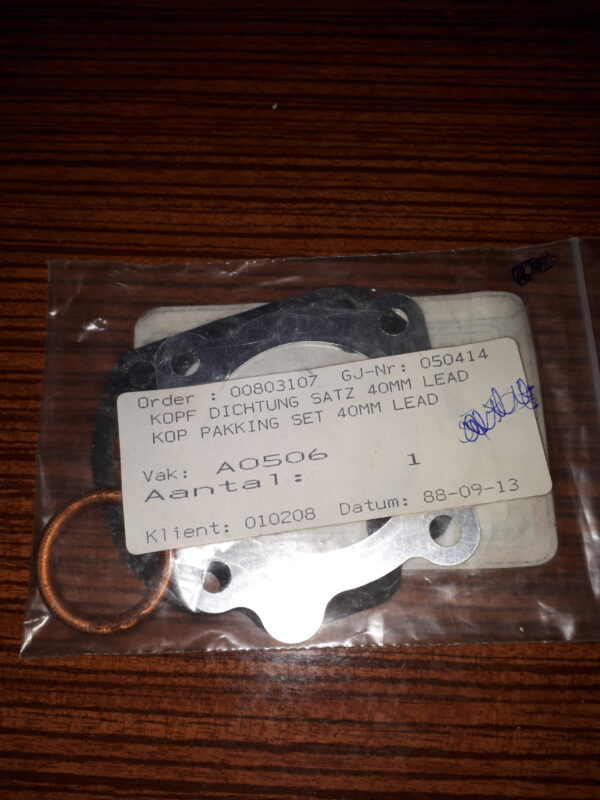 Order : 00803107 GJ-Nr: 050414
KOPF DICHTUNG SATZ 40MM LEAD
KOP PAKKING SET 40MM LEAD
Vak: A0506 1
Aantal:
Klient: 010208 Datum: 88-09-13